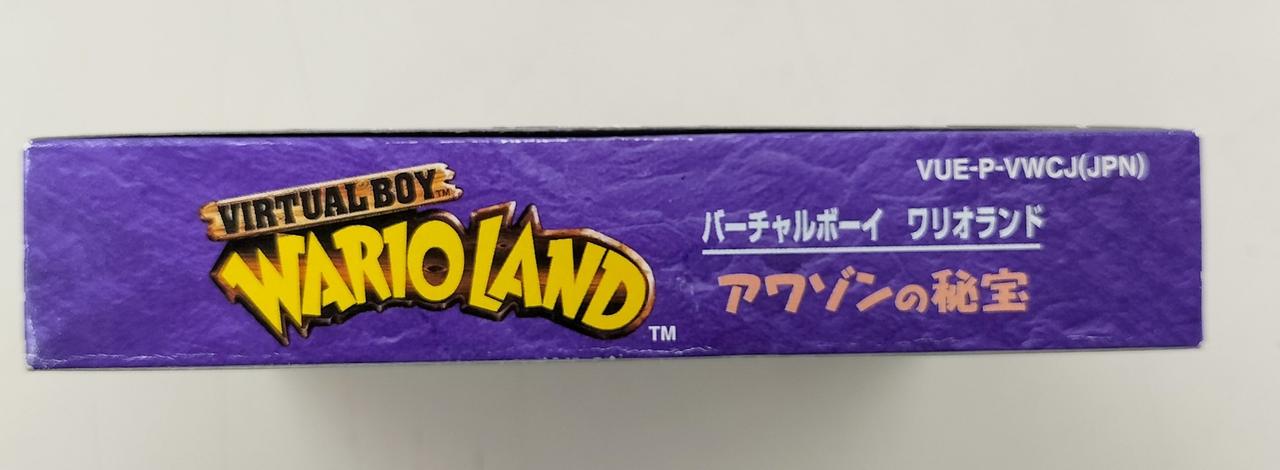 VIRTUAL BOY TM
WARIO LAND TM
VUE-P-VWCJ(JPN)
バーチャルボーイ ワリオランド
アワゾンの秘宝